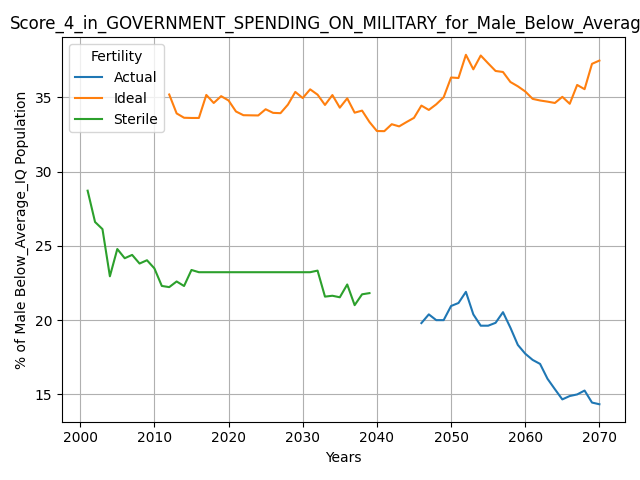 Score_4_in_GOVERNMENT_SPENDING_ON_MILITARY_for_Male_Below_Averag
Fertility
Actual
Ideal
Sterile
% of Male Below_Average_IQ Population
35
30
25
20
15
2000 2010 2020 2030 2040 2050 2060 2070
Years